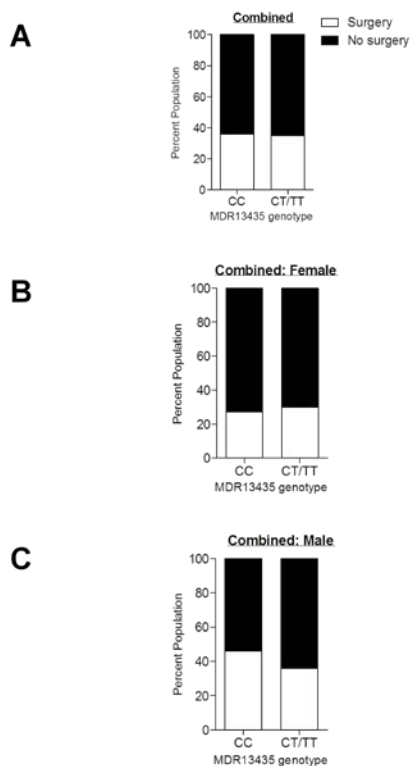 A
Combined
Surgery
No surgery
Percent Population
100
80
60
40
20
0
CC CT/TT
MDR13435 genotype
B
Combined: Female
Percent Population
100
80
60
40
20
0
CC CT/TT
MDR13435 genotype
C
Combined: Male
Percent Population
100
80
60
40
20
0
CC CT/TT
MDR13435 genotype